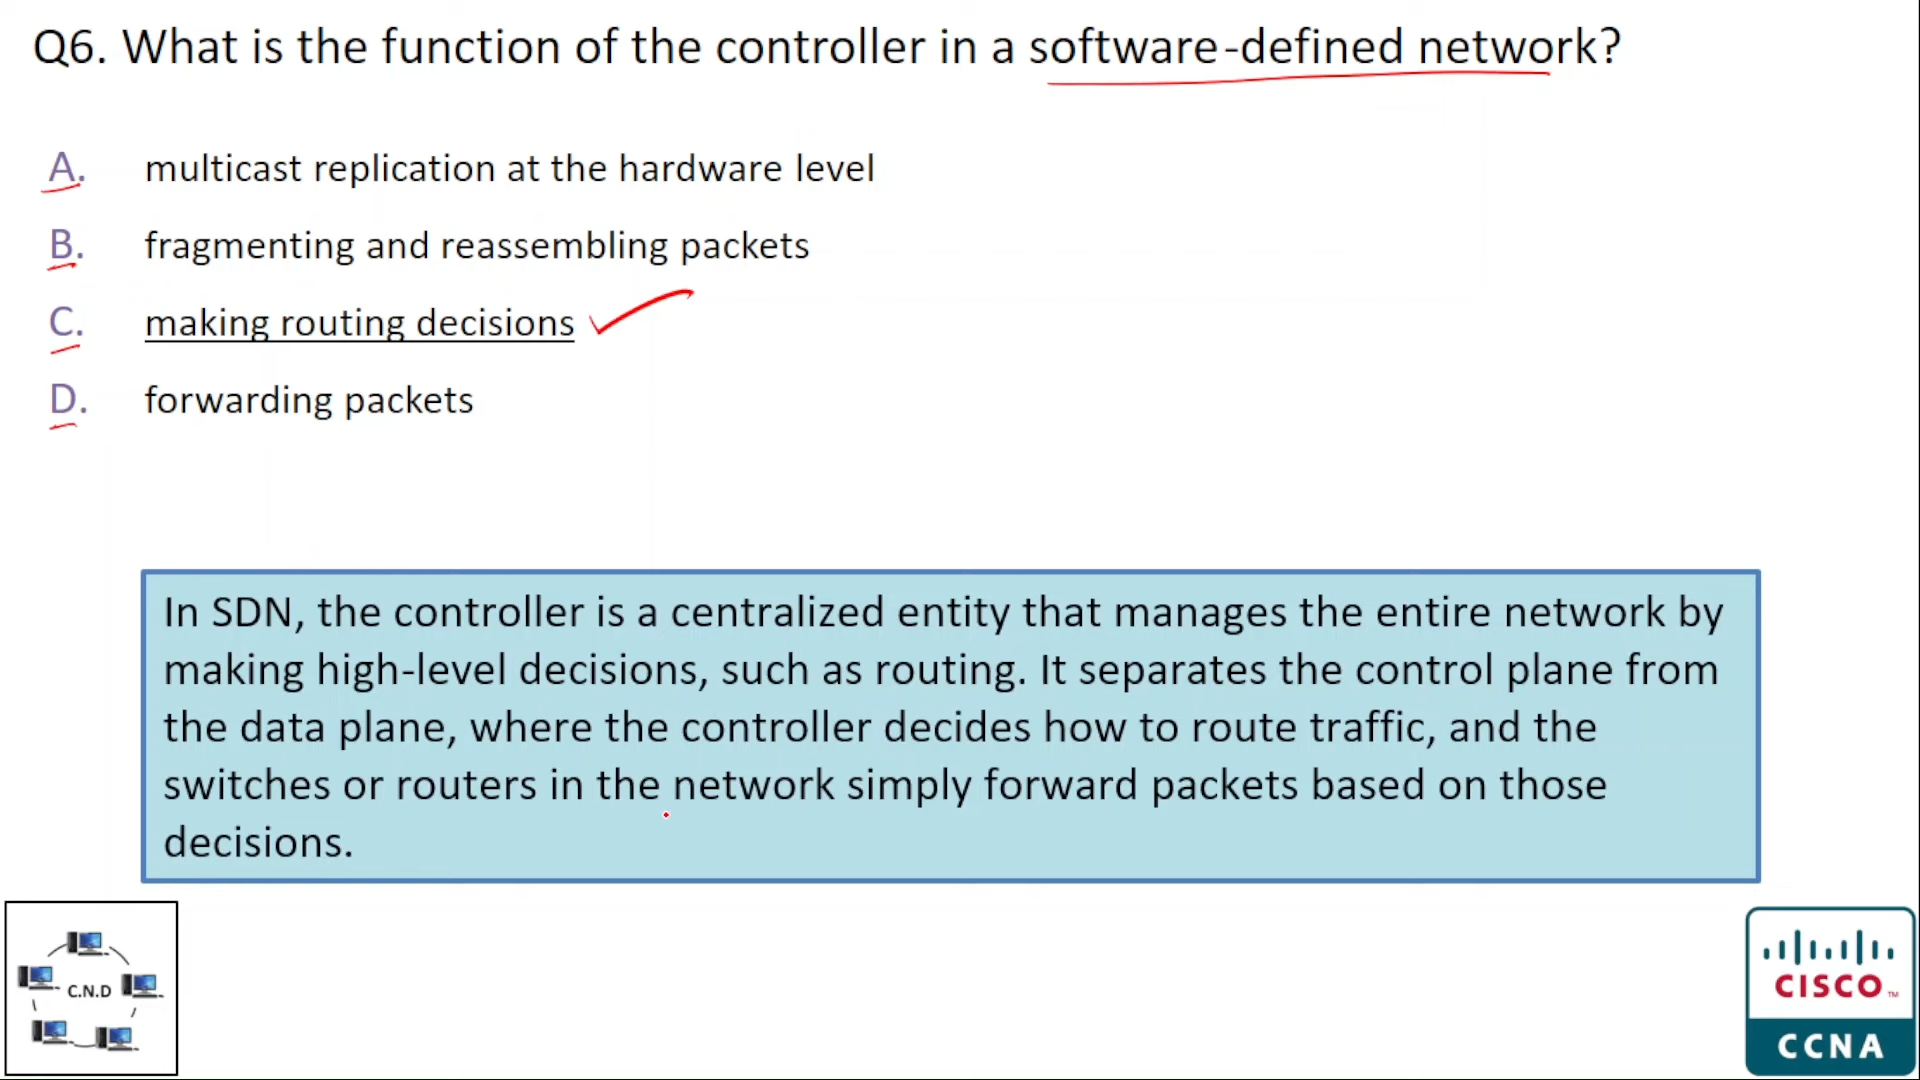 Q6. What is the function of the controller in a software-defined network?
A. multicast replication at the hardware level
B. fragmenting and reassembling packets
C. making routing decisions
D. forwarding packets
In SDN, the controller is a centralized entity that manages the entire network by
making high-level decisions, such as routing. It separates the control plane from
the data plane, where the controller decides how to route traffic, and the
switches or routers in the network simply forward packets based on those
decisions.
C.N.D
CISCO™
CCNA